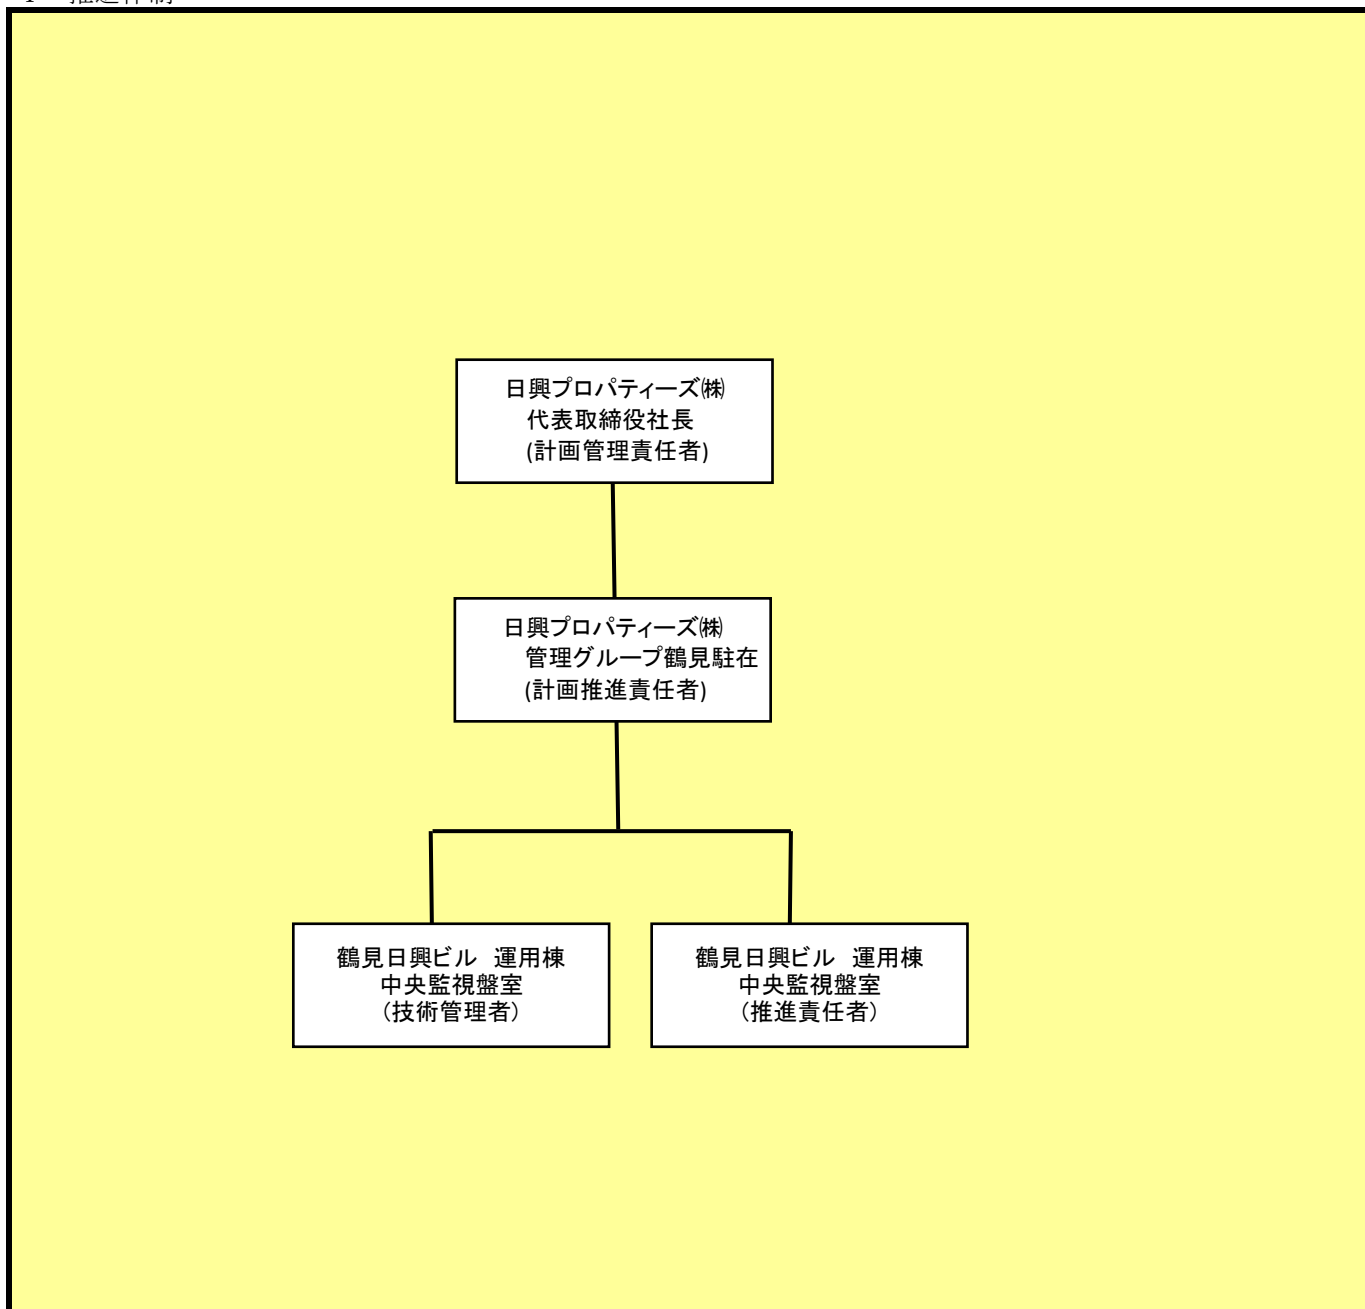 日興プロパティーズ㈱
代表取締役社長
(計画管理責任者)
日興プロパティーズ㈱
管理グループ鶴見駐在
(計画推進責任者)
鶴見日興ビル　運用棟
中央監視盤室
（技術管理者）
鶴見日興ビル　運用棟
中央監視盤室
（推進責任者）